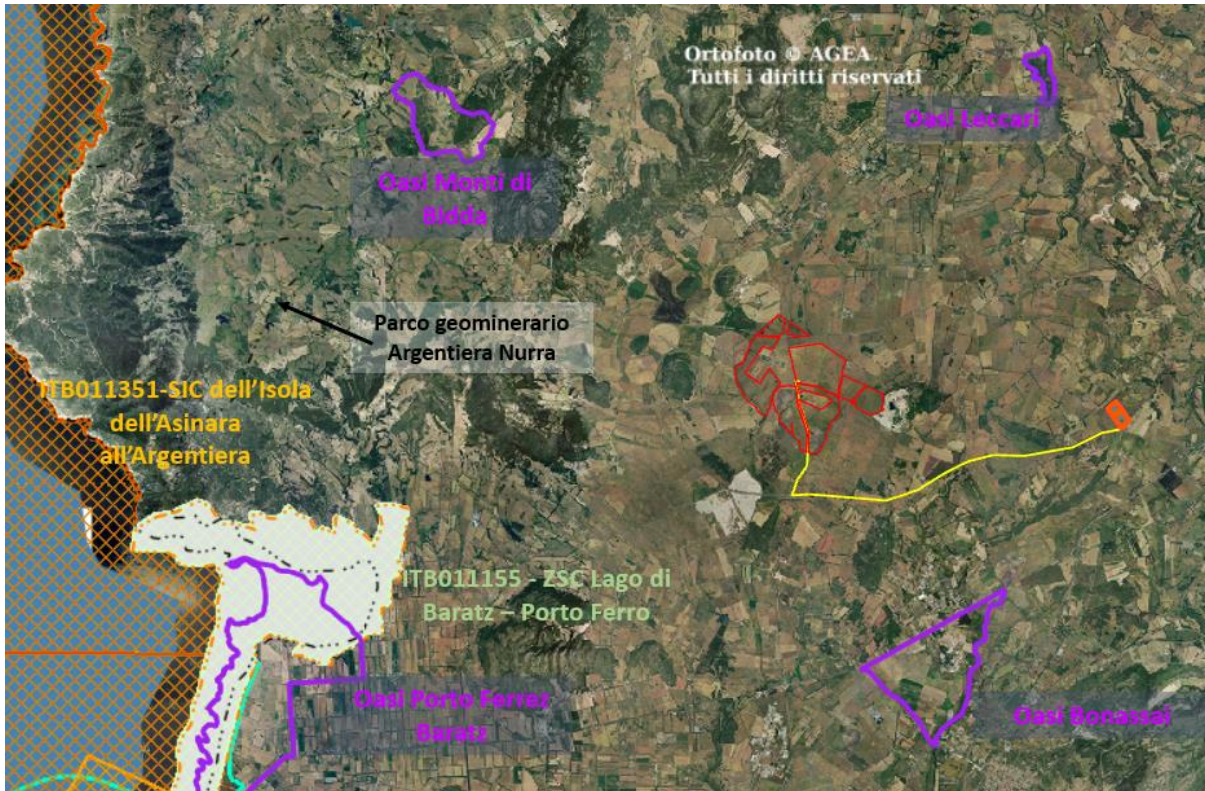 Ortofoto © AGEA
Tutti i diritti riservati
Oasi Leccari
Oasi Monti di
Bidda
Parco geominerario
Argentiera Nurra
ITB011351-SIC dell'Isola
dell'Asinara
all'Argentiera
ITB011155 - ZSC Lago di
Baratz – Porto Ferro
Oasi Porto Ferrez
Baratz
Oasi Bonassai